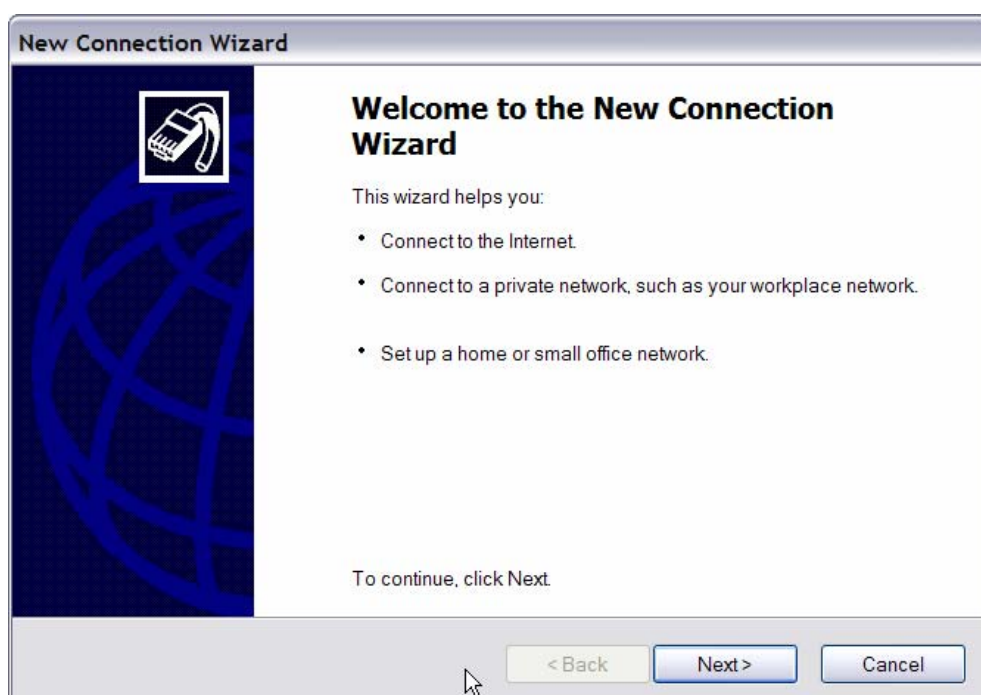 New Connection Wizard
Welcome to the New Connection
Wizard
This wizard helps you:
• Connect to the Internet.
• Connect to a private network, such as your workplace network.
• Set up a home or small office network.
To continue, click Next.
< Back Next > Cancel